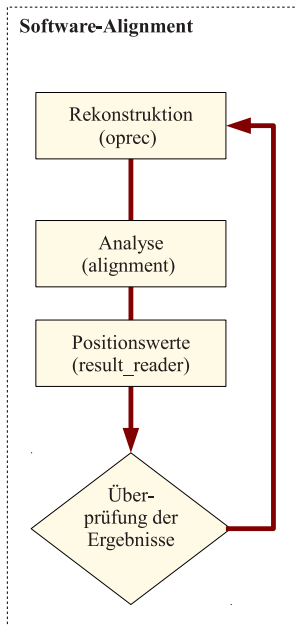 Software-Alignment
Rekonstruktion
(oprec)
Analyse
(alignment)
Positionswerte
(result_reader)
Über-
prüfung der
Ergebnisse